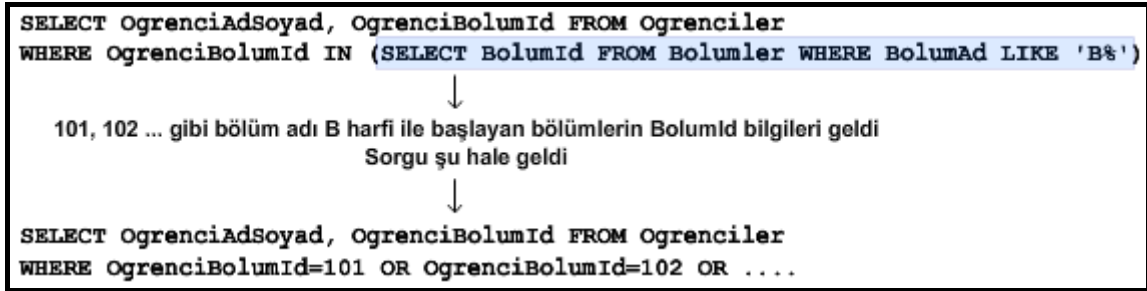 SELECT OgrenciAdSoyad, OgrenciBolumId FROM Ogrenciler
WHERE OgrenciBolumId IN (SELECT BolumId FROM Bolumler WHERE BolumAd LIKE 'B%')
101, 102 ... gibi bölüm adı B harfi ile başlayan bölümlerin BolumId bilgileri geldi
Sorgu şu hale geldi
SELECT OgrenciAdSoyad, OgrenciBolumId FROM Ogrenciler
WHERE OgrenciBolumId=101 OR OgrenciBolumId=102 OR ....